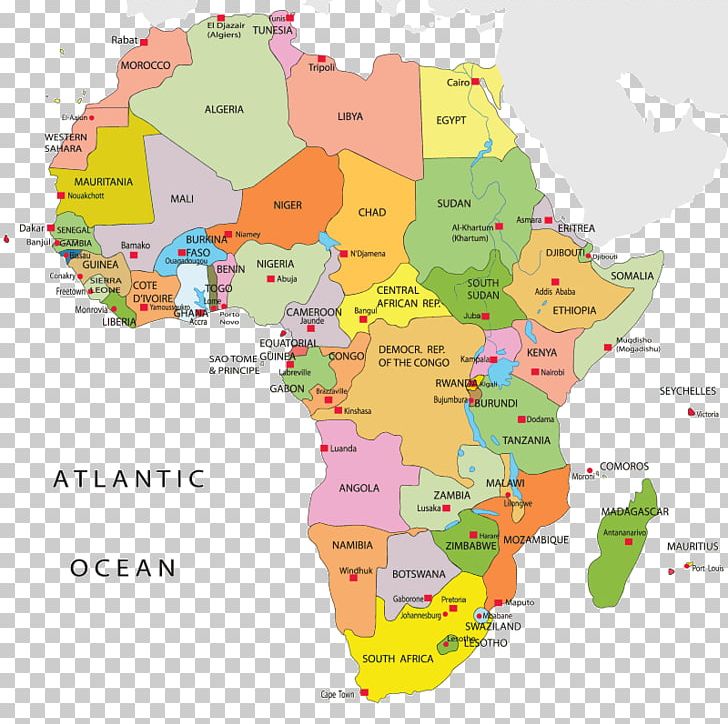 Tunis
El Djazair
(Algiers)
TUNISIA
Rabat
MOROCCO
Tripoli
Cairo
ALGERIA
LIBYA
EGYPT
El-Aaiun
WESTERN
SAHARA
MAURITANIA
Nouakchott
MALI
NIGER
CHAD
SUDAN
Al-Khartum
(Khartum)
Asmara
ERITREA
Dakar
SENEGAL
Banjul
GAMBIA
Bisau
Bamako
BURKINA
FASO
Ouagadougou
Niamey
N'Djamena
DJIBOUTI
Djibouti
GUINEA
Conakry
SIERRA
LEONE
Freetown
COTE
D'IVOIRE
Yamoussoukro
BENIN
TOGO
Lome
GHANA
Accra
Porto
Novo
NIGERIA
Abuja
CENTRAL
AFRICAN REP.
Bangui
SOUTH
SUDAN
Juba
Addis Ababa
ETHIOPIA
SOMALIA
Monrovia
LIBERIA
CAMEROON
Jaunde
EQUATORIAL
GUINEA
SAO TOME
& PRINCIPE
Labreville
GABON
CONGO
DEMOCR. REP.
OF THE CONGO
Kampala
KENYA
Nairobi
Muqdisho
(Mogadishu)
RWANDA
Kigali
Bujumbura
BURUNDI
Brazzaville
Kinshasa
SEYCHELLES
Victoria
Dodama
TANZANIA
Luanda
ATLANTIC
OCEAN
ANGOLA
ZAMBIA
Lusaka
MALAWI
Lilongwe
COMOROS
Moroni
MADAGASCAR
Antananarivo
MAURITIUS
Port-Louis
NAMIBIA
Windhuk
ZIMBABWE
Harare
MOZAMBIQUE
BOTSWANA
Gaborone
Pretoria
Johannesburg
Maputo
Mbabane
SWAZILAND
Lesotho
LESOTHO
SOUTH AFRICA
Cape Town